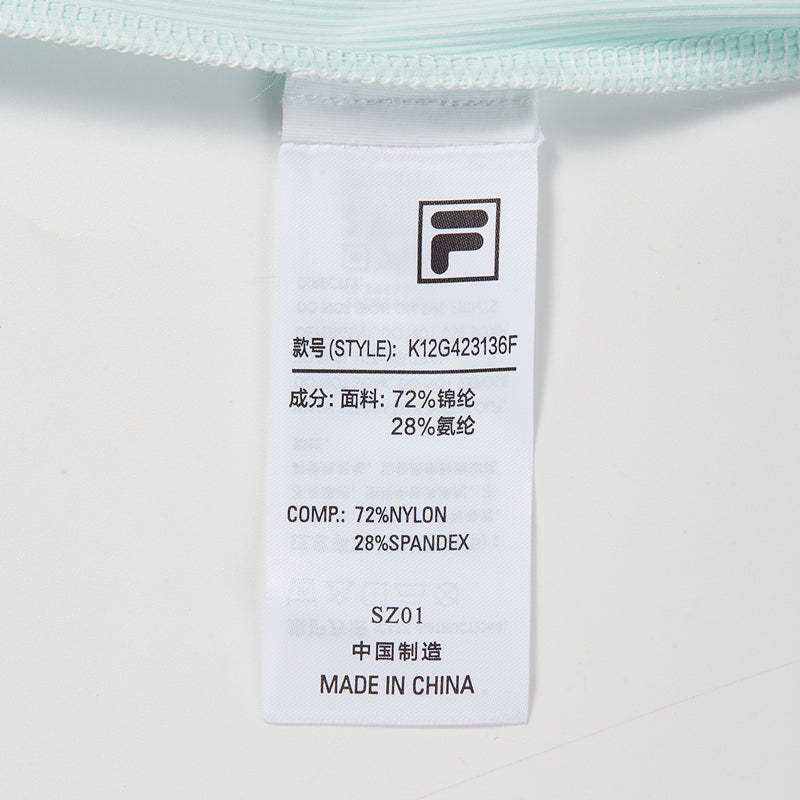 F
款号(STYLE): K12G423136F
成分: 面料: 72%锦纶
28%氨纶
COMP.: 72%NYLON
28%SPANDEX
SZ01
中国制造
MADE IN CHINA